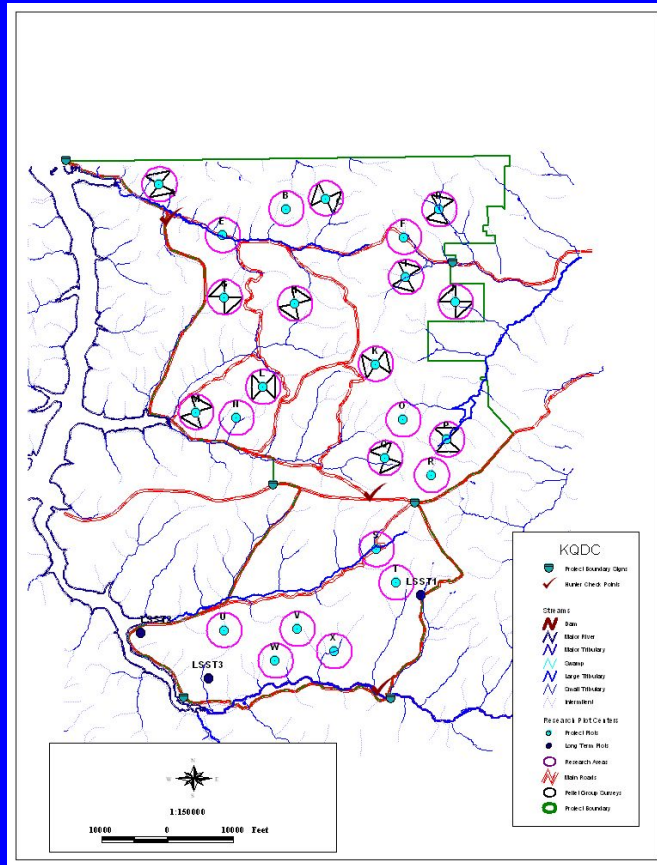 B
E
F
K
L
N
O
P
Q
R
S
T
LSST1
LSST2
U
V
W
X
LSST3
KQDC
Project Boundary Signs
Hunter Check Points
Streams
Dam
Major River
Major Tributary
Swamp
Large Tributary
Small Tributary
Intermittent
Research Plot Centers
Project Plots
Long Term Plots
Research Areas
Main Roads
Pellet Group Surveys
Project Boundary
N
W
E
S
1:150000
10000 0 10000 Feet